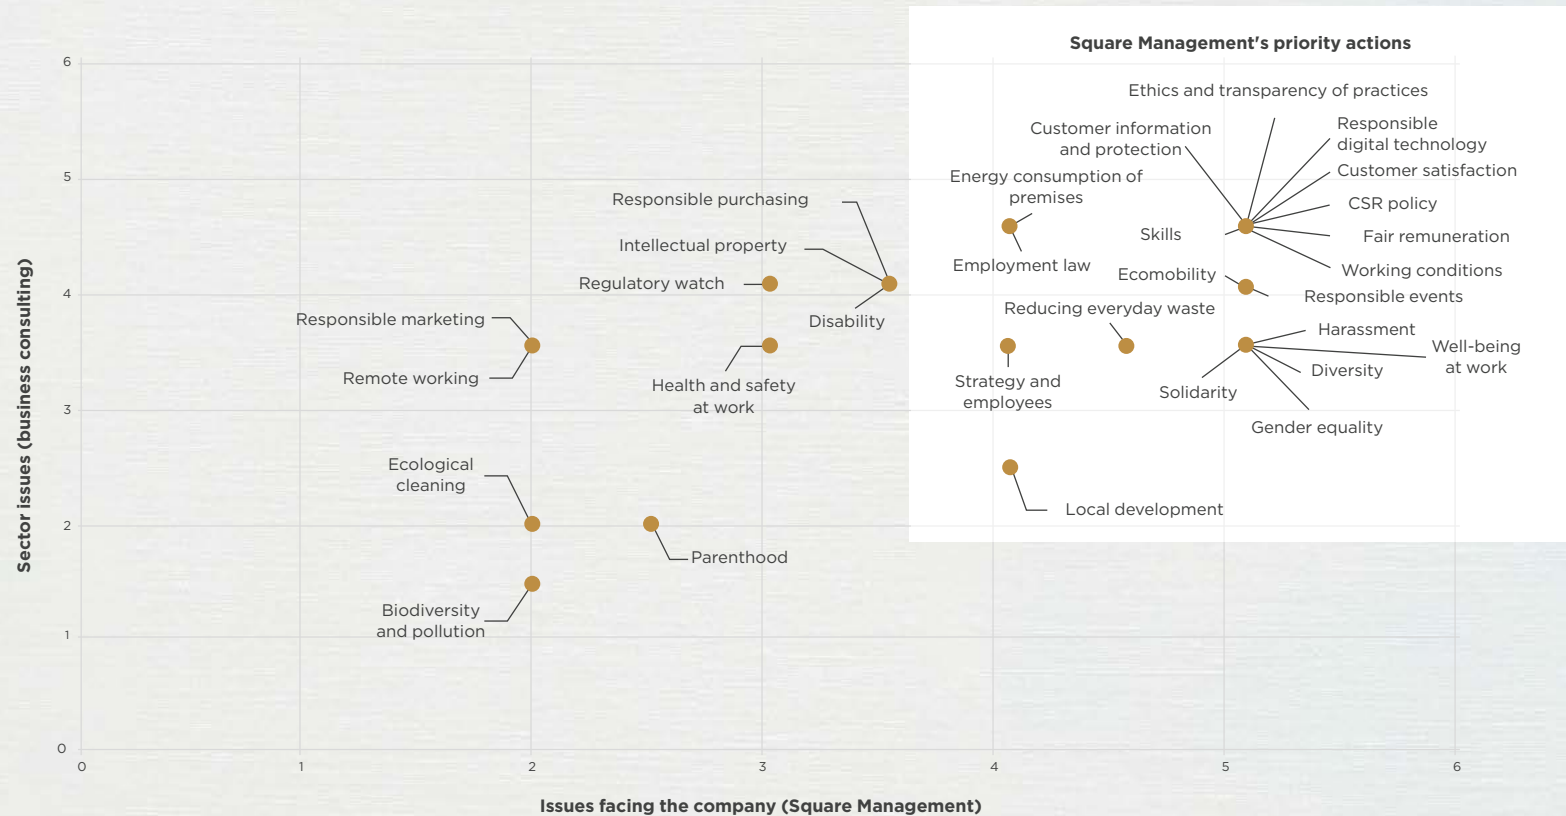 Square Management's priority actions
6
Ethics and transparency of practices
Customer information
and protection
Responsible
digital technology
5
Energy consumption of
premises
Customer satisfaction
Responsible purchasing
CSR policy
Skills
Fair remuneration
Intellectual property
Employment law
Working conditions
Regulatory watch
Ecomobility
4
Responsible events
Reducing everyday waste
Responsible marketing
Disability
Harassment
Well-being
at work
Remote working
Health and safety
at work
Strategy and
employees
Diversity
Solidarity
3
Gender equality
Ecological
cleaning
Local development
2
Parenthood
Biodiversity
and pollution
1
0
Sector issues (business consulting)
0
1
2
3
4
5
6
Issues facing the company (Square Management)